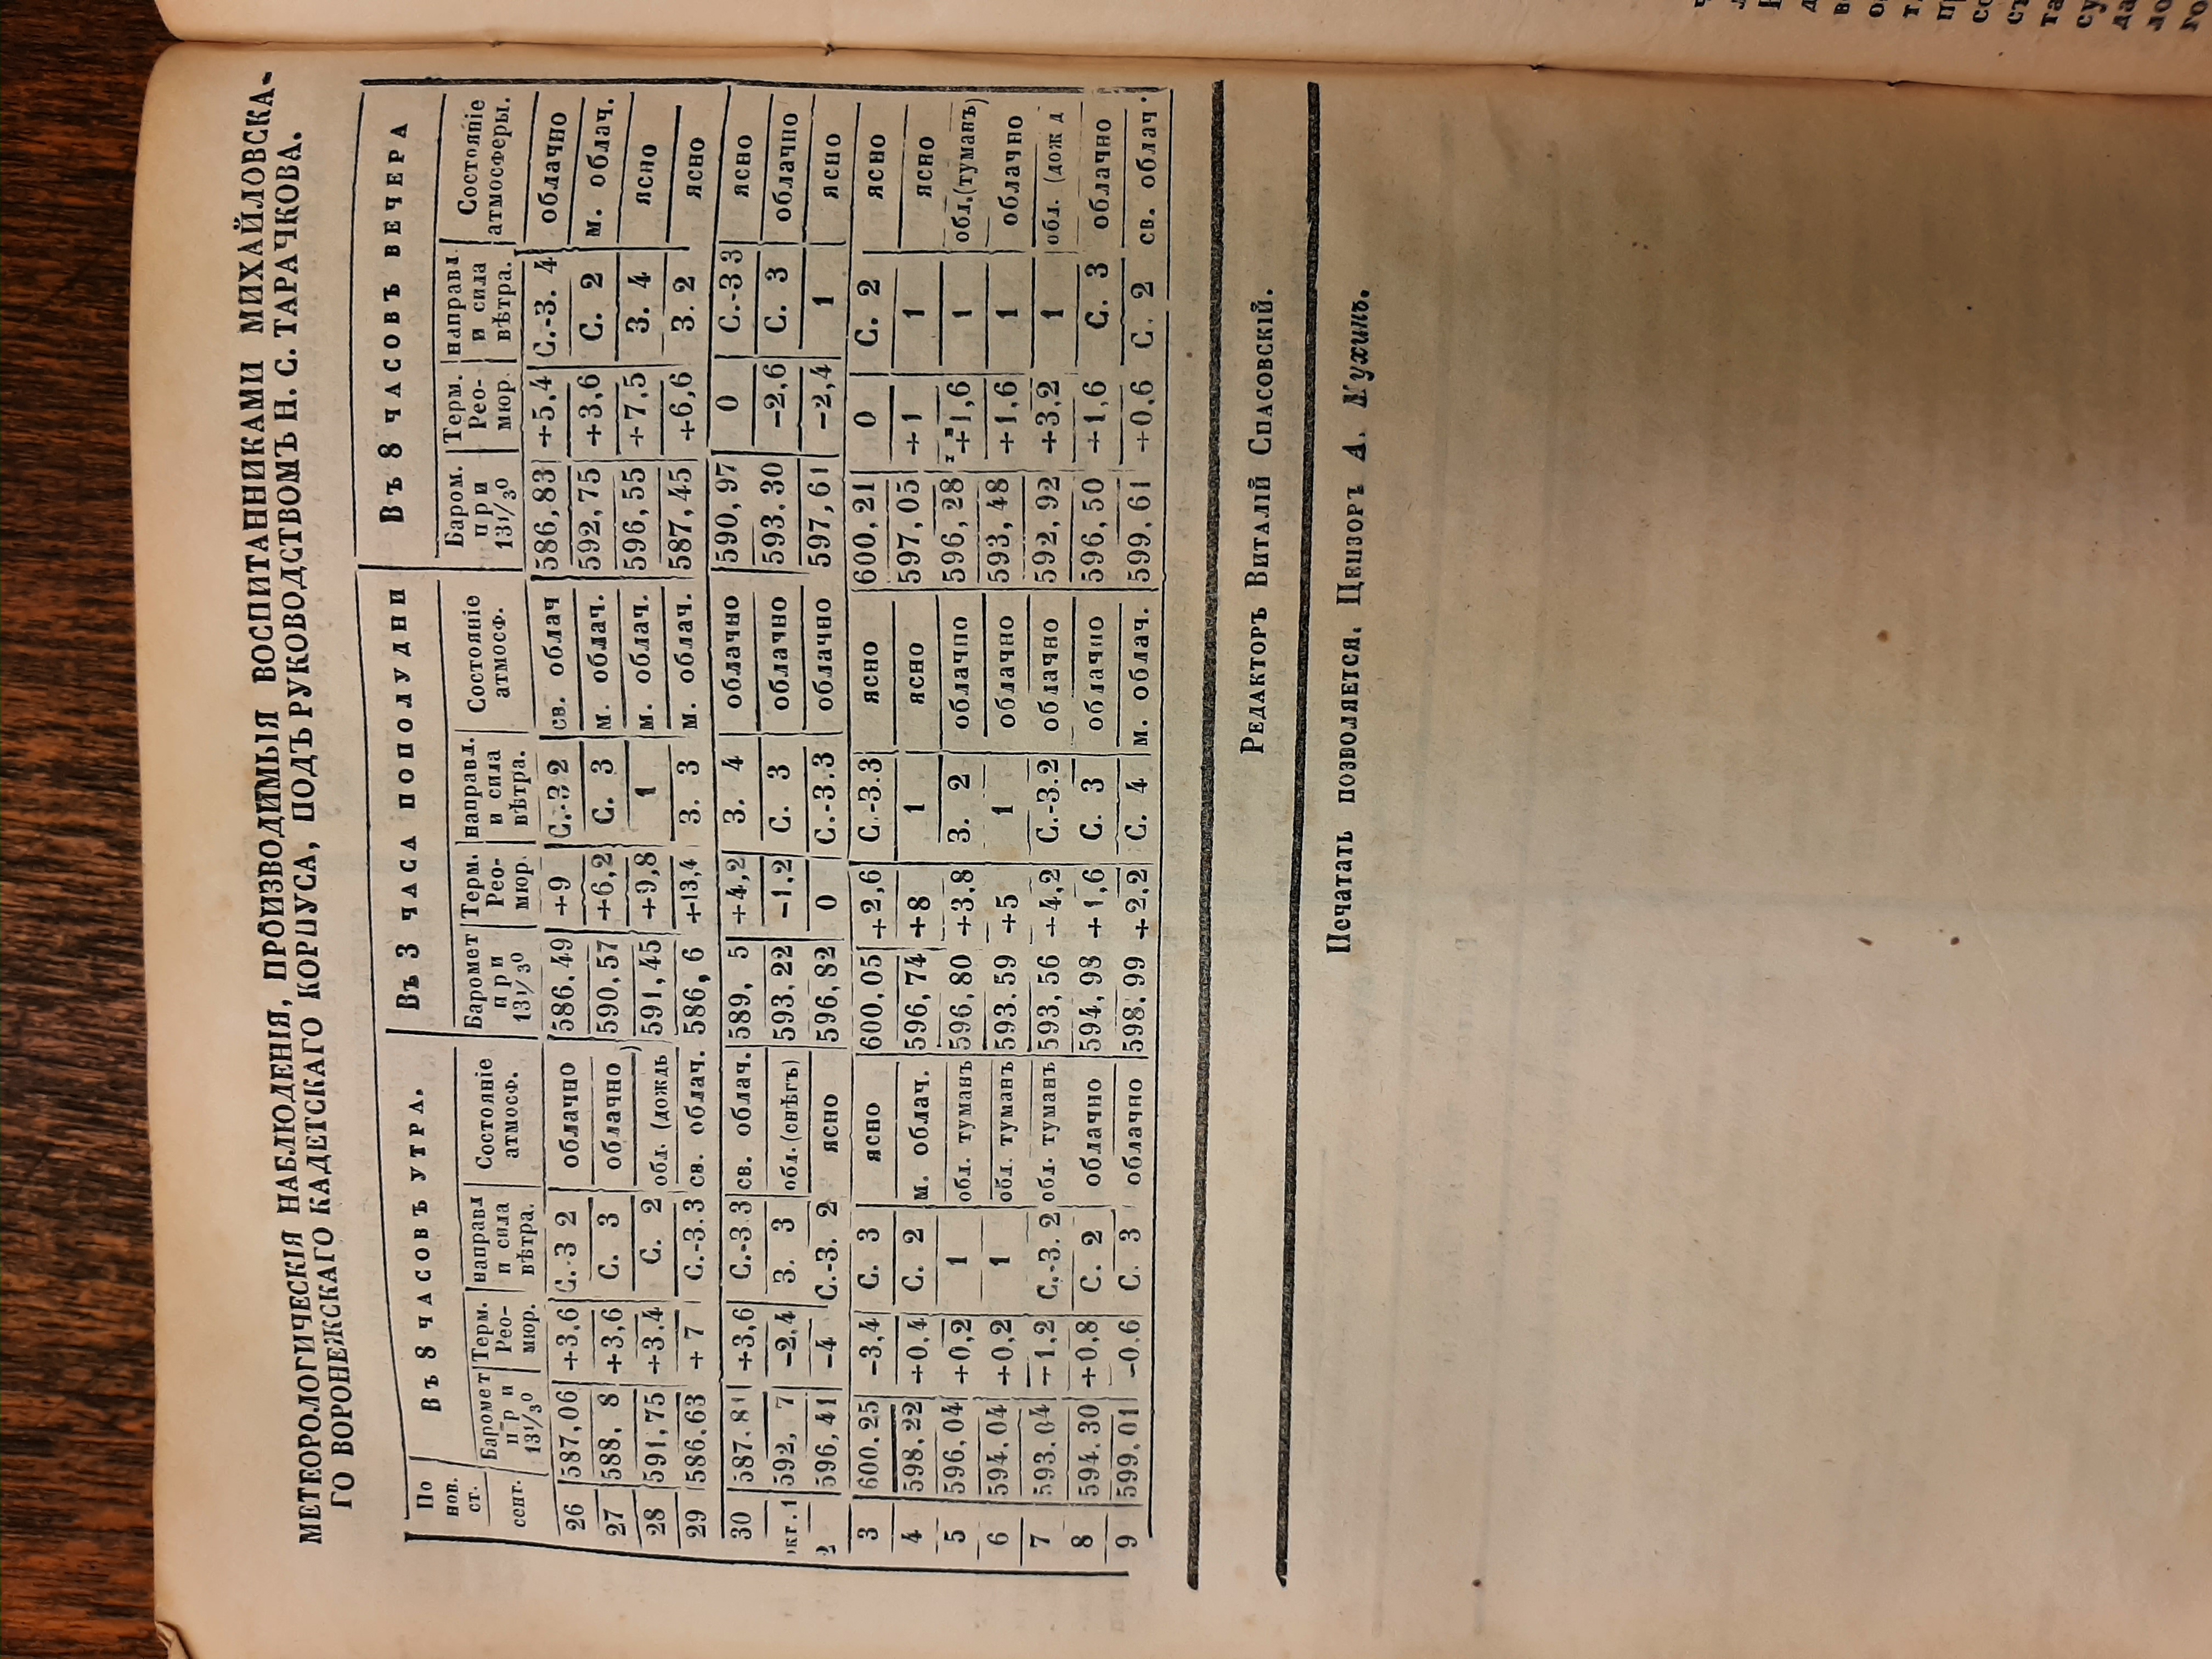 МЕТЕОРОЛОГИЧЕСКІЯ НАБЛЮДЕНІЯ, ПРОИЗВОДИМЫЯ ВОСПИТАННИКАМИ МИХАЙЛОВСКА-
ГО ВОРОНЕЖСКАГО КАДЕТСКАГО КОРПУСА, ПОДЪ РУКОВОДСТВОМЪ Н. С. ТАРАЧКОВА.
По нов. ст. Въ 8 ЧАСОВЪ УТРА. Въ 3 ЧАСА ПОПОЛУДНИ Въ 8 ЧАСОВЪ ВЕЧЕРА
сент. Баромет при 13 1/3° Терм. Рео-мюр. направл и сила вѣтра. Состояніе атмосф. Баромет при 13 1/3° Терм. Рео-мюр. направл. и сила вѣтра. Состояніе атмосф. Баром. при 13 1/3° Терм. Рео-мюр. направл. и сила вѣтра. Состояніе атмосферы.
26 587,06 +3,6 С.-З 2 облачно 586.49 +9 С.-З 2 св. облач 586,83 +5,4 С.-З. 4 облачно
27 588, 8 +3,6 С. 3 облачно 590,57 +6,2 С. 3 м. облач. 592,75 +3,6 С. 2 м. облач.
28 591,75 +3.4 С. 2 обл. (дождь) 591,45 +9,8 1 м. облач. 596,55 +7,5 З. 4 ясно
29 586.63 +7 С.-З.3 св. облач. 586, 6 +13,4 З. 3 м. облач. 587,45 +6,6 З. 2 ясно
30 587.81 +3,6 С.-З.3 св. облач. 589, 5 +4,2 З. 4 облачно 590,97 0 С.-З 3 ясно
окт. 1 592, 7 -2,4 З. 3 обл. (снѣгъ) 593,22 -1,2 С. 3 облачно 593.30 -2,6 С. 3 облачно
2 596,41 -4 С.-З. 2 ясно 596,82 0 С.-З.3 облачно 597,61 -2,4 1 ясно
3 600.25 -3,4 С. 3 ясно 600,05 +2,6 С.-З.3 ясно 600,21 0 С. 2 ясно
4 598.22 +0,4 С. 2 м. облач. 596,74 +8 1 ясно 597,05 +1 1 ясно
5 596,04 +0,2 1 обл. туманъ 596,80 +3,8 З. 2 облачно 596,28 +1,6 1 обл.(туманъ)
6 594.04 +0,2 1 обл. туманъ 593.59 +5 1 облачно 593,48 +1,6 1 облачно
7 593.04 +1,2 С.-З. 2 обл. туманъ 593,56 +4,2 С.-З.2 облачно 592,92 +3,2 1 обл. (дож д
8 594.30 +0,8 С. 2 облачно 594,98 +1,6 С. 3 облачно 596,50 +1,6 С. 3 облачно
9 599,01 -0,6 С. 3 облачно 598,99 +2,2 С. 4 м. облач. 599,61 +0,6 С. 2 св. облач.
Редакторъ Виталій Спасовскій.
Печатать позволяется. Цензоръ А. Мухинъ.